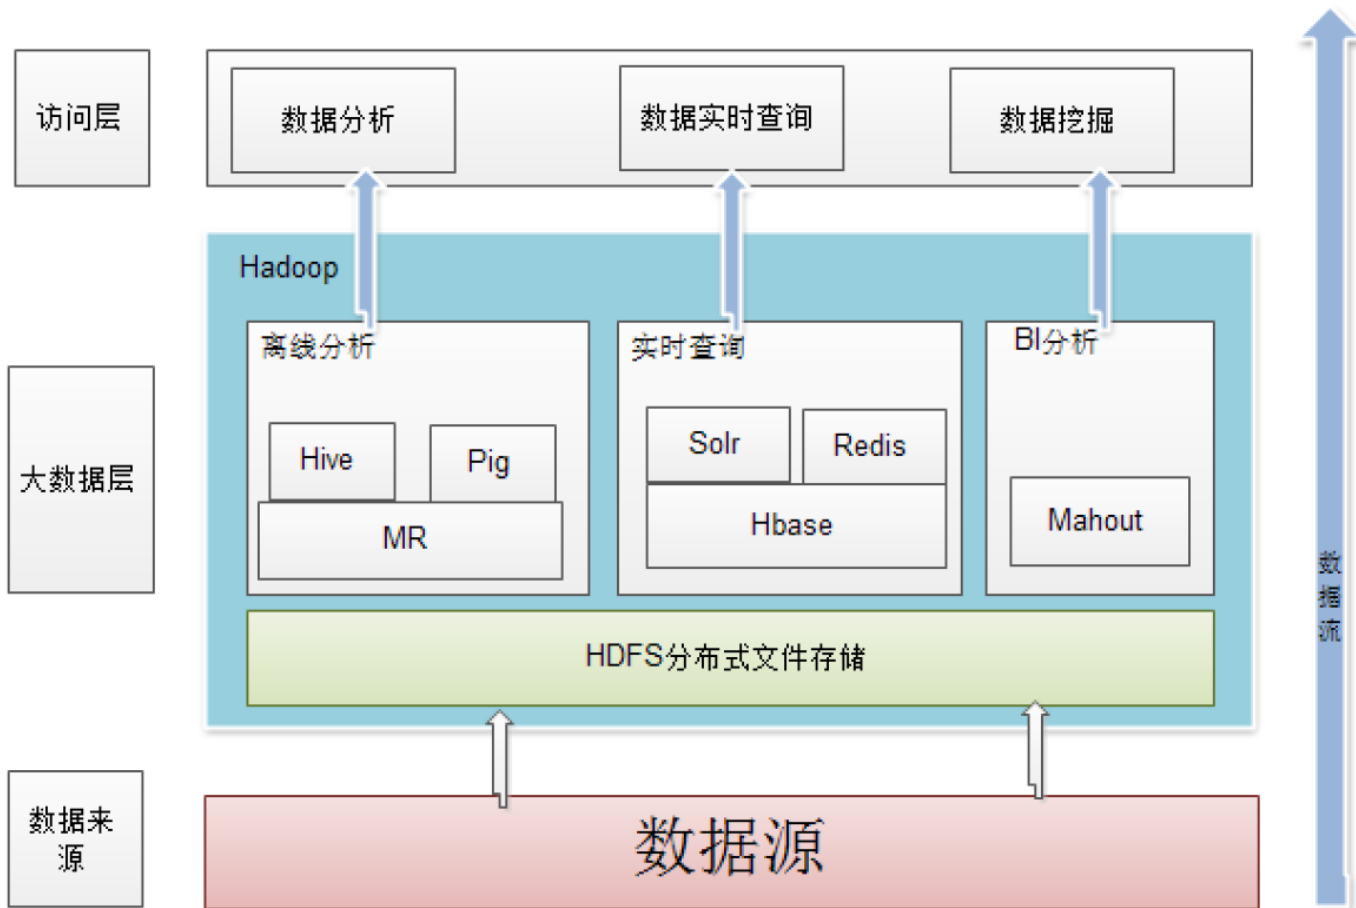 访问层
数据分析
数据实时查询
数据挖掘
Hadoop
离线分析
实时查询
BI分析
Hive
Pig
MR
Solr
Redis
Hbase
Mahout
大数据层
HDFS分布式文件存储
数
据
流
数据来
源
数据源